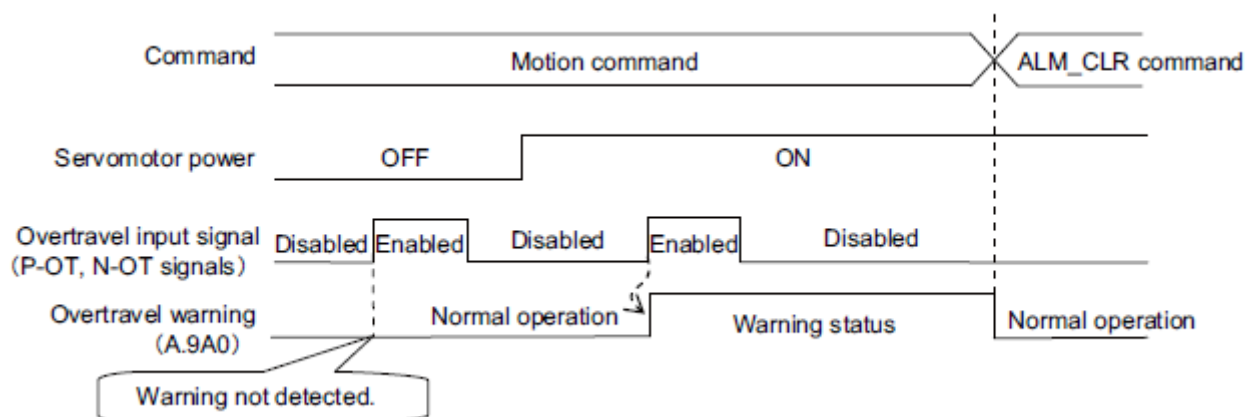 Command
Motion command
ALM_CLR command
Servomotor power
OFF
ON
Overtravel input signal
(P-OT, N-OT signals)
Disabled
Enabled
Disabled
Enabled
Disabled
Overtravel warning
(A.9A0)
Normal operation
Warning status
Normal operation
Warning not detected.